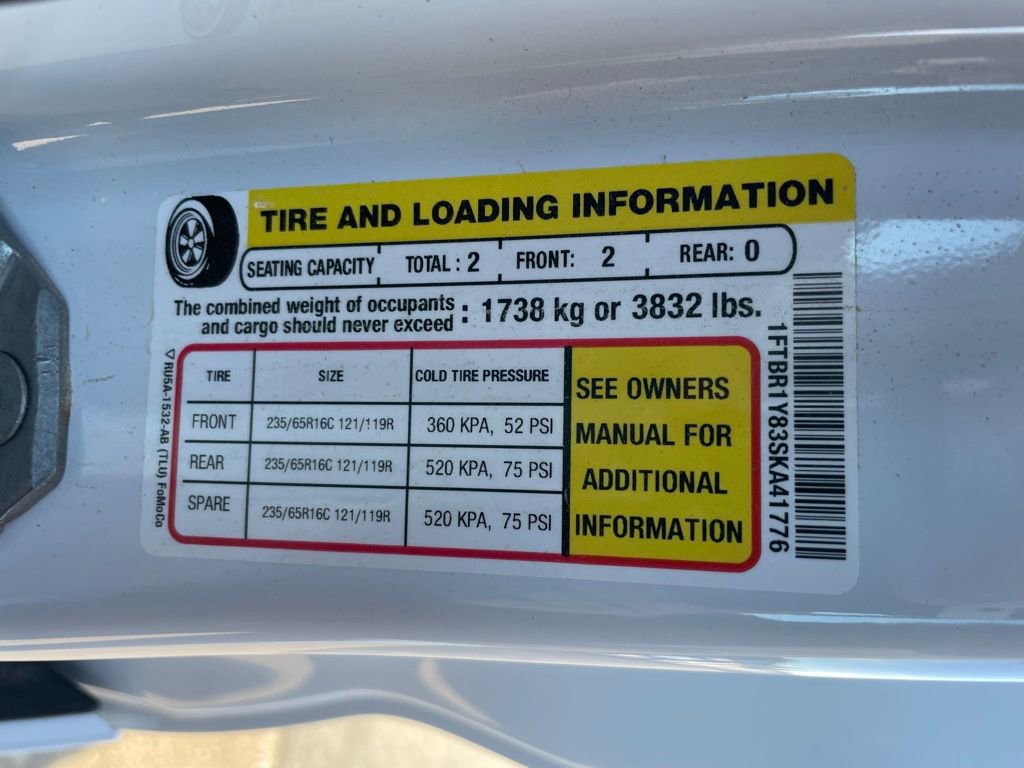 TIRE AND LOADING INFORMATION
SEATING CAPACITY TOTAL : 2 FRONT: 2 REAR: 0
The combined weight of occupants
and cargo should never exceed : 1738 kg or 3832 lbs.
TIRE SIZE COLD TIRE PRESSURE
FRONT 235/65R16C 121/119R 360 KPA, 52 PSI
REAR 235/65R16C 121/119R 520 KPA, 75 PSI
SPARE 235/65R16C 121/119R 520 KPA, 75 PSI
SEE OWNERS
MANUAL FOR
ADDITIONAL
INFORMATION
▽RU5A-1532-AB (TLU) FoMoCo
1FTBR1Y83SKA41776